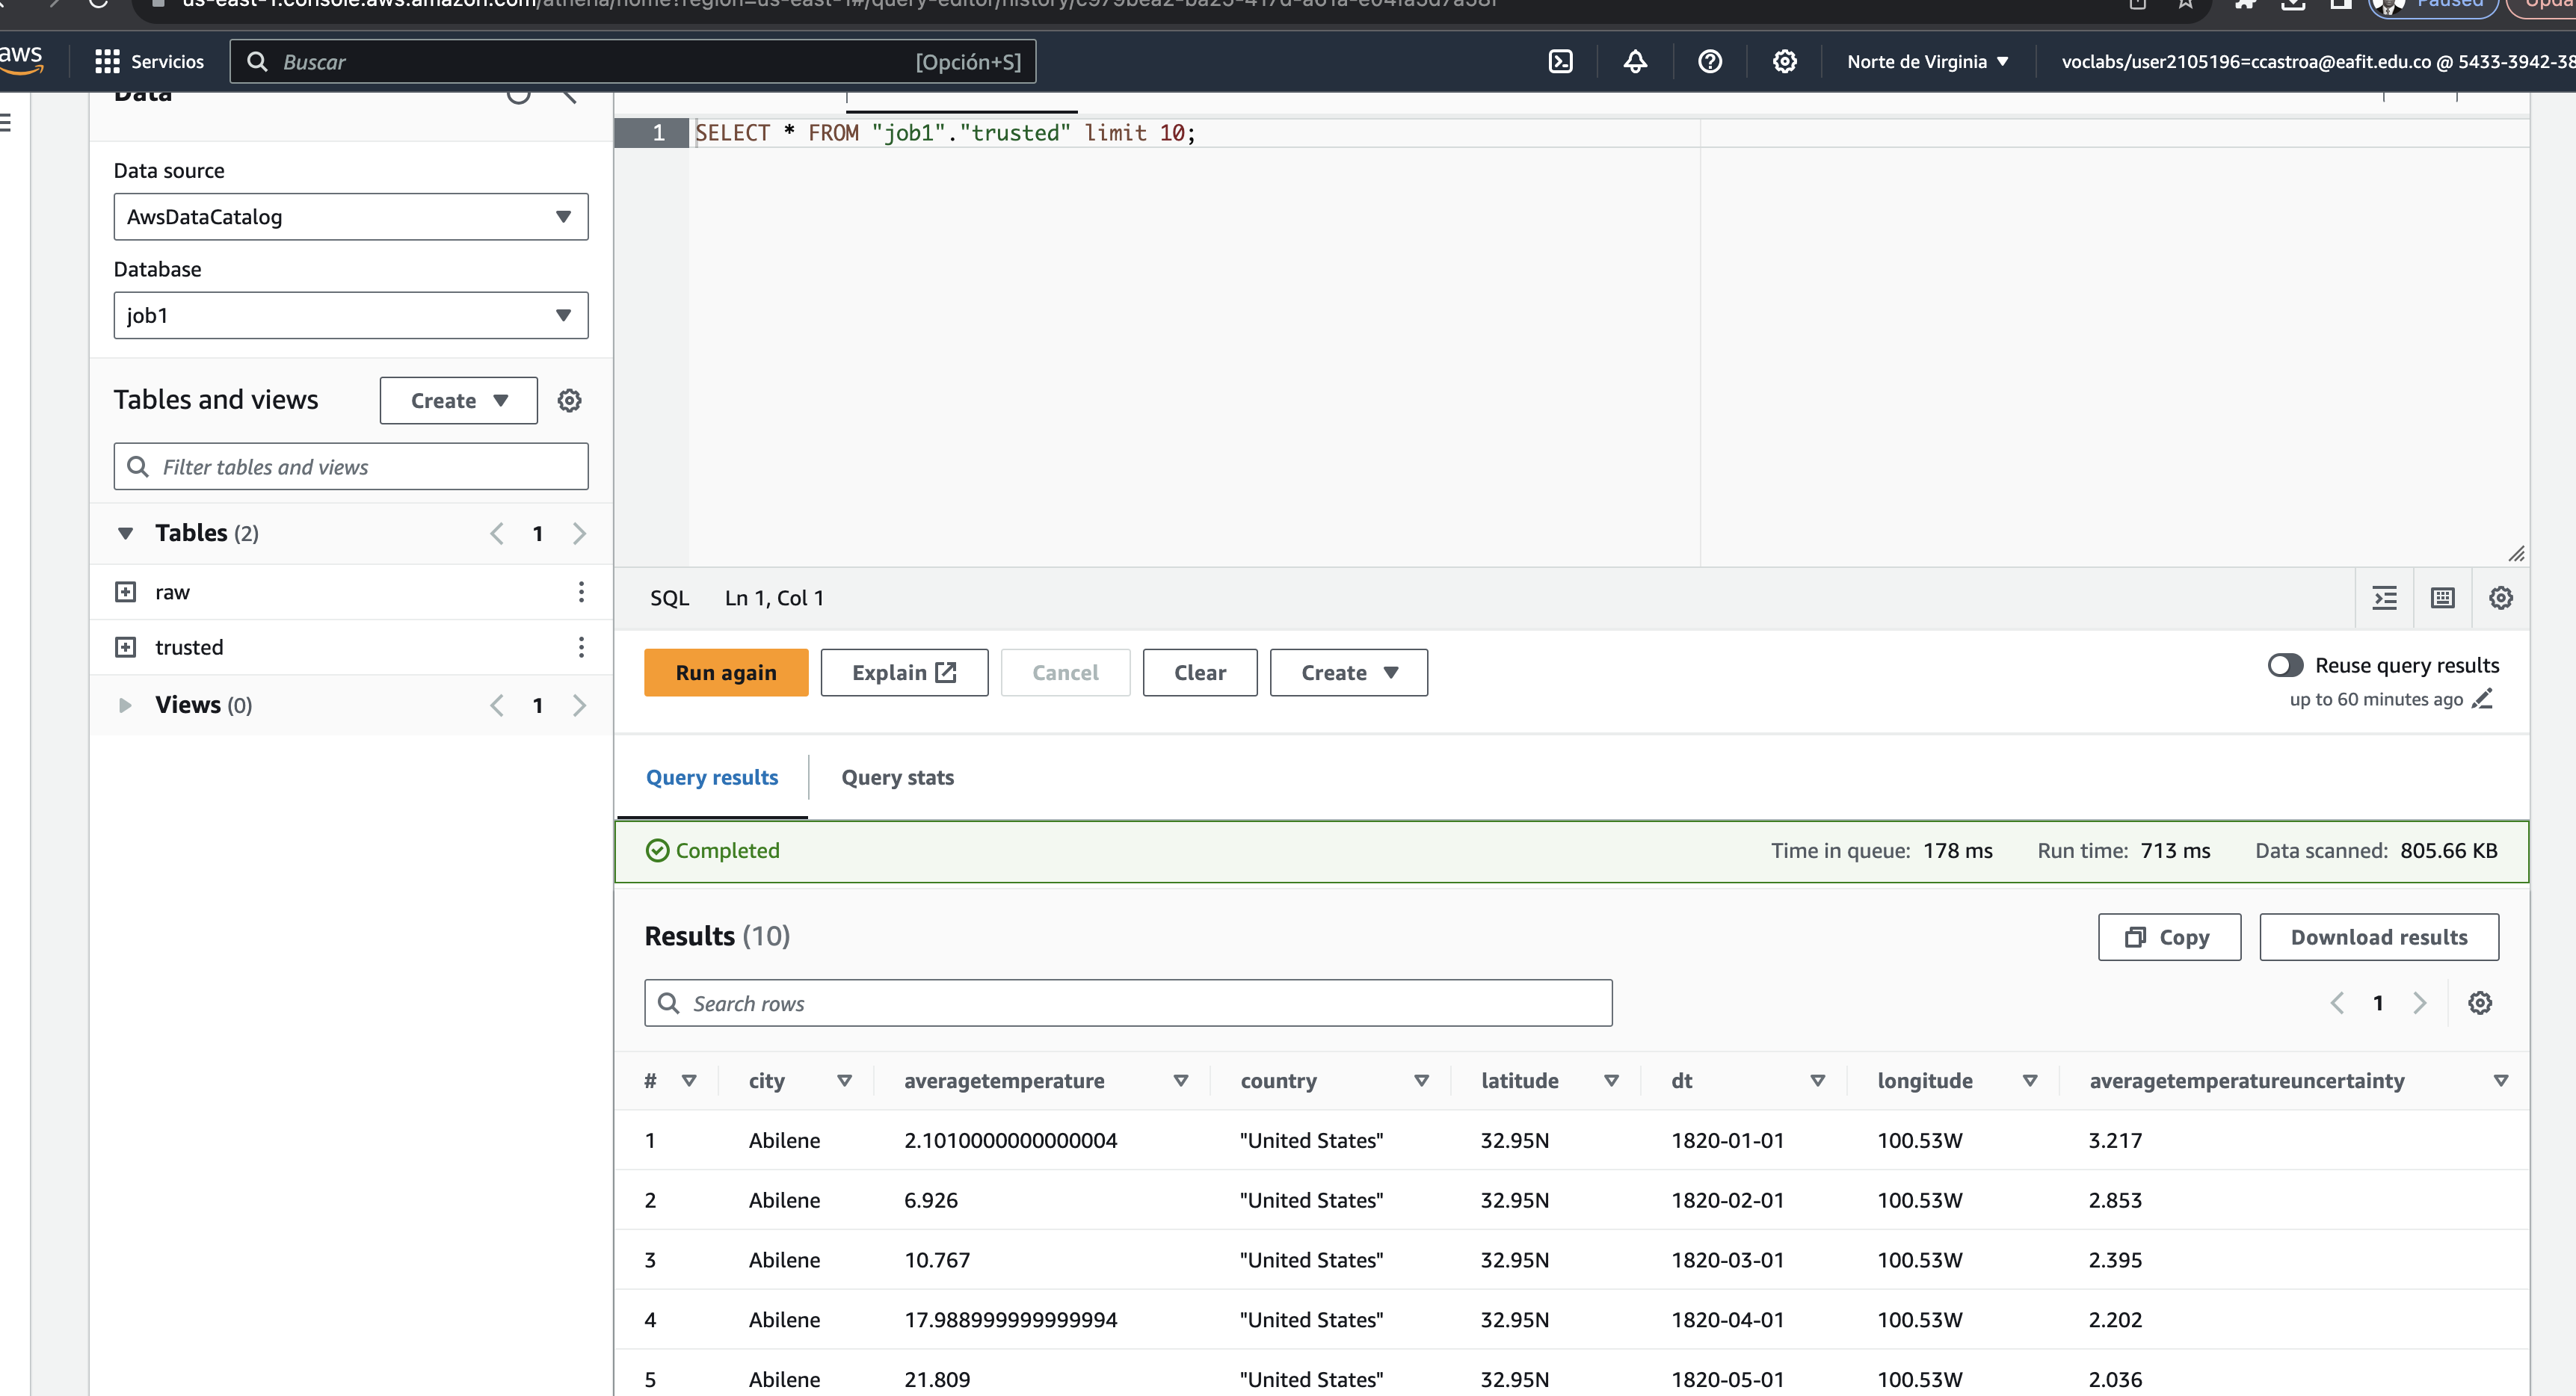 Paused
aws
Servicios
Buscar
[Opción+S]
Norte de Virginia
voclabs/user2105196=ccastroa@eafit.edu.co @ 5433-3942-38
Data
1 SELECT * FROM "job1"."trusted" limit 10;
Data source
AwsDataCatalog
Database
job1
Tables and views
Create
Filter tables and views
Tables (2)
1
raw
trusted
Views (0)
1
SQL Ln 1, Col 1
Run again
Explain
Cancel
Clear
Create
Reuse query results
up to 60 minutes ago
Query results
Query stats
Completed
Time in queue: 178 ms Run time: 713 ms Data scanned: 805.66 KB
Results (10)
Copy
Download results
Search rows
1
# city averagetemperature country latitude dt longitude averagetemperatureuncertainty
1 Abilene 2.1010000000000004 "United States" 32.95N 1820-01-01 100.53W 3.217
2 Abilene 6.926 "United States" 32.95N 1820-02-01 100.53W 2.853
3 Abilene 10.767 "United States" 32.95N 1820-03-01 100.53W 2.395
4 Abilene 17.988999999999994 "United States" 32.95N 1820-04-01 100.53W 2.202
5 Abilene 21.809 "United States" 32.95N 1820-05-01 100.53W 2.036